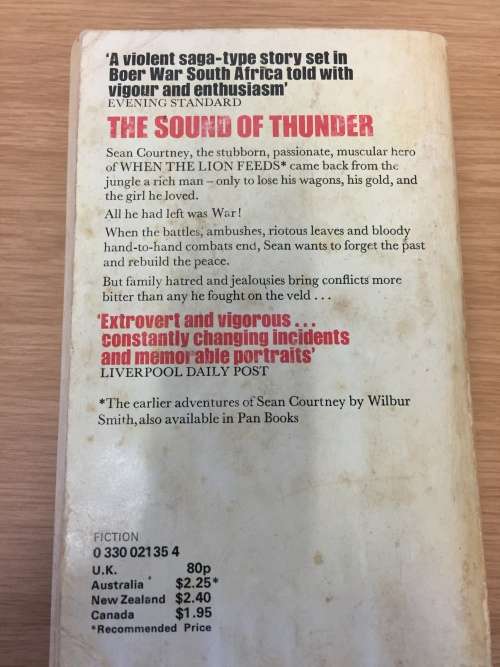 'A violent saga-type story set in
Boer War South Africa told with
vigour and enthusiasm'
EVENING STANDARD
THE SOUND OF THUNDER
Sean Courtney, the stubborn, passionate, muscular hero
of WHEN THE LION FEEDS* came back from the
jungle a rich man – only to lose his wagons, his gold, and
the girl he loved.
All he had left was War!
When the battles, ambushes, riotous leaves and bloody
hand-to-hand combats end, Sean wants to forget the past
and rebuild the peace.
But family hatred and jealousies bring conflicts more
bitter than any he fought on the veld . . .
'Extrovert and vigorous . . .
constantly changing incidents
and memorable portraits'
LIVERPOOL DAILY POST
*The earlier adventures of Sean Courtney by Wilbur
Smith, also available in Pan Books
FICTION
0 330 02135 4
U.K. 80p
Australia $2.25*
New Zealand $2.40
Canada $1.95
*Recommended Price